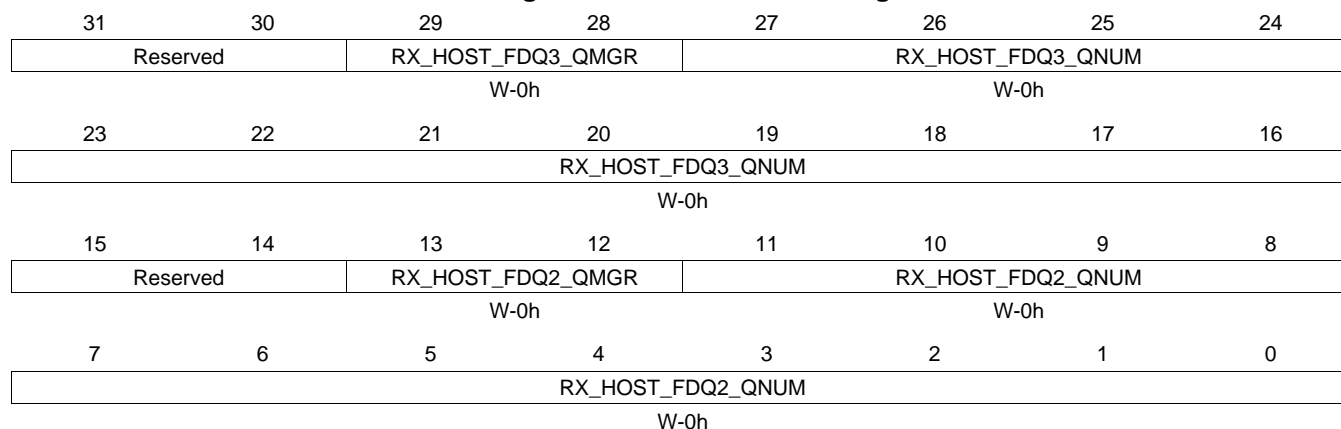 31 30 29 28 27 26 25 24
Reserved RX_HOST_FDQ3_QMGR RX_HOST_FDQ3_QNUM
W-0h W-0h
23 22 21 20 19 18 17 16
RX_HOST_FDQ3_QNUM
W-0h
15 14 13 12 11 10 9 8
Reserved RX_HOST_FDQ2_QMGR RX_HOST_FDQ2_QNUM
W-0h W-0h
7 6 5 4 3 2 1 0
RX_HOST_FDQ2_QNUM
W-0h